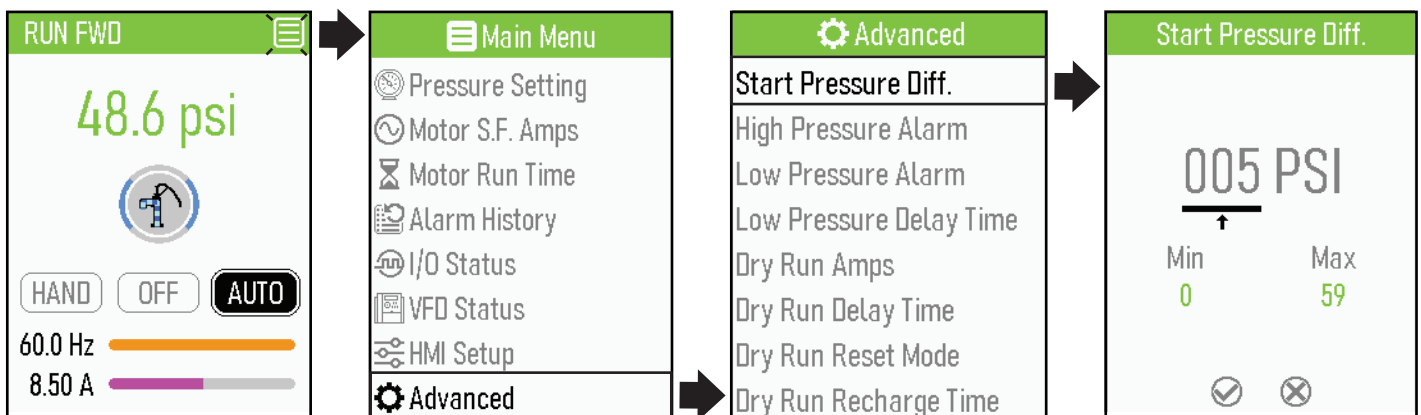 RUN FWD
48.6 psi
HAND OFF AUTO
60.0 Hz
8.50 A
Main Menu
Pressure Setting
Motor S.F. Amps
Motor Run Time
Alarm History
I/O Status
VFD Status
HMI Setup
Advanced
Advanced
Start Pressure Diff.
High Pressure Alarm
Low Pressure Alarm
Low Pressure Delay Time
Dry Run Amps
Dry Run Delay Time
Dry Run Reset Mode
Dry Run Recharge Time
Start Pressure Diff.
005 PSI
Min Max
0 59